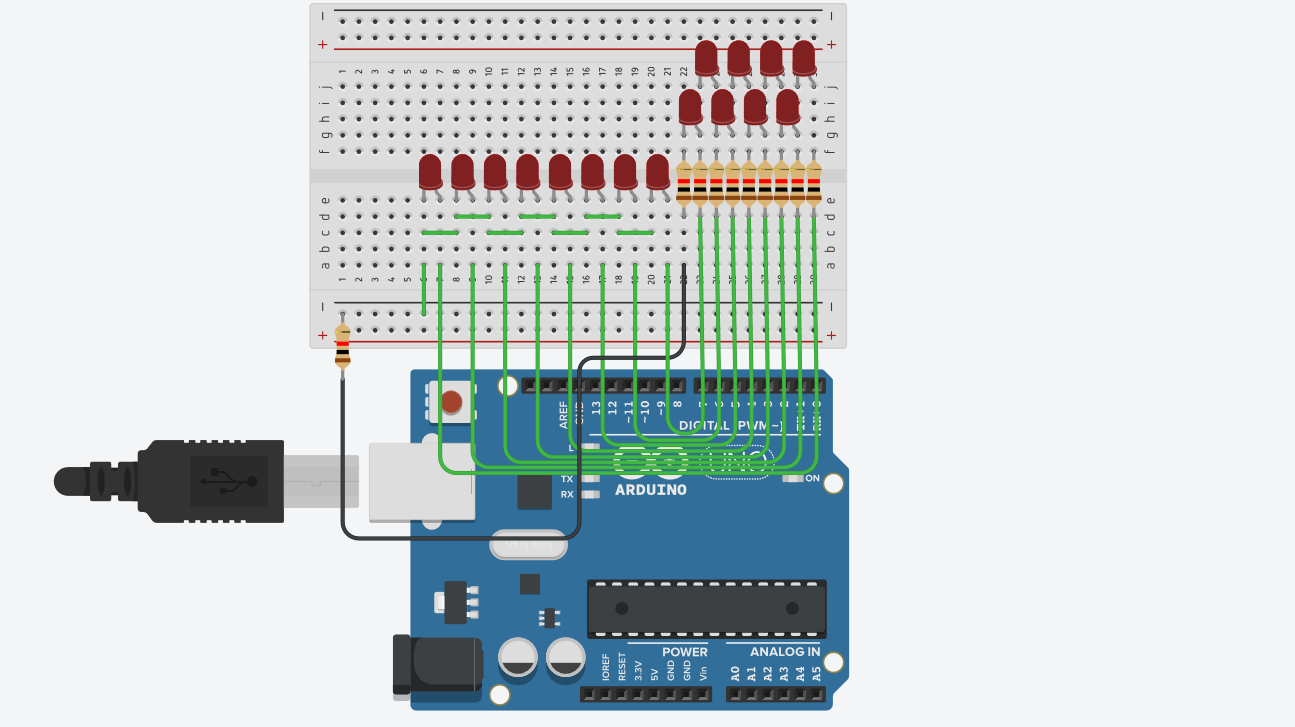 − −
+ +
1 2 3 4 5 6 7 8 9 10 11 12 13 14 15 16 17 18 19 20 21 22
j j
i i
h h
g g
f f
e e
d d
c c
b b
a a
1 2 3 4 5 6 7 8 9 10 11 12 13 14 15 16 17 18 19 20 21
− −
+ +
AREF GND 13 12 ~11 ~10 ~9 8
DIGITAL (PWM~)
L
TX
RX
UNO
ON
ARDUINO
POWER ANALOG IN
IOREF RESET 3.3V 5V GND GND Vin A0 A1 A2 A3 A4 A5